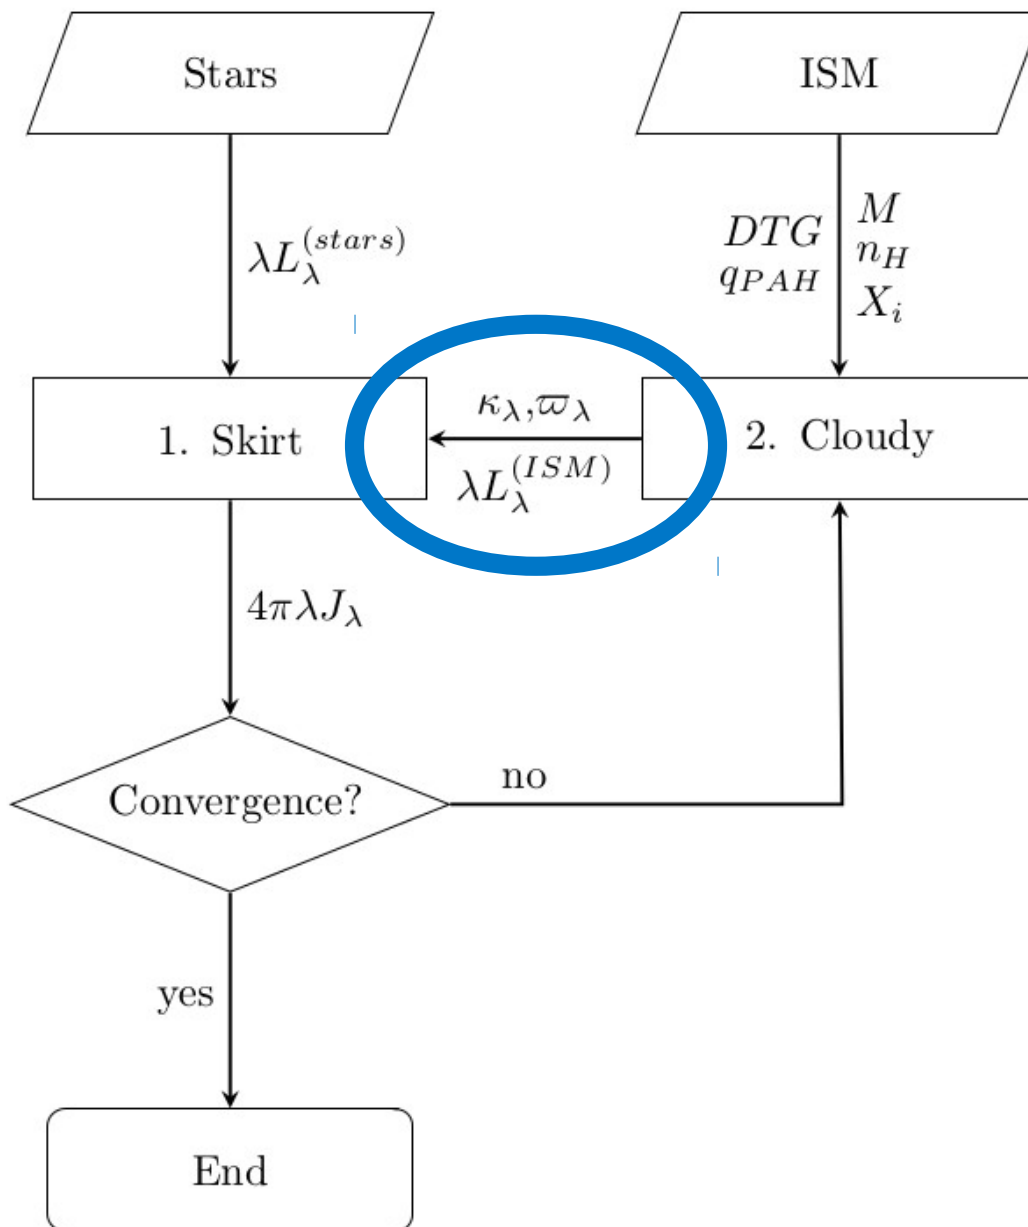 Stars
ISM
λL_λ^(stars)
DTG
q_PAH
M
n_H
X_i
1. Skirt
κ_λ,ϖ_λ
λL_λ^(ISM)
2. Cloudy
4πλJ_λ
Convergence?
no
yes
End